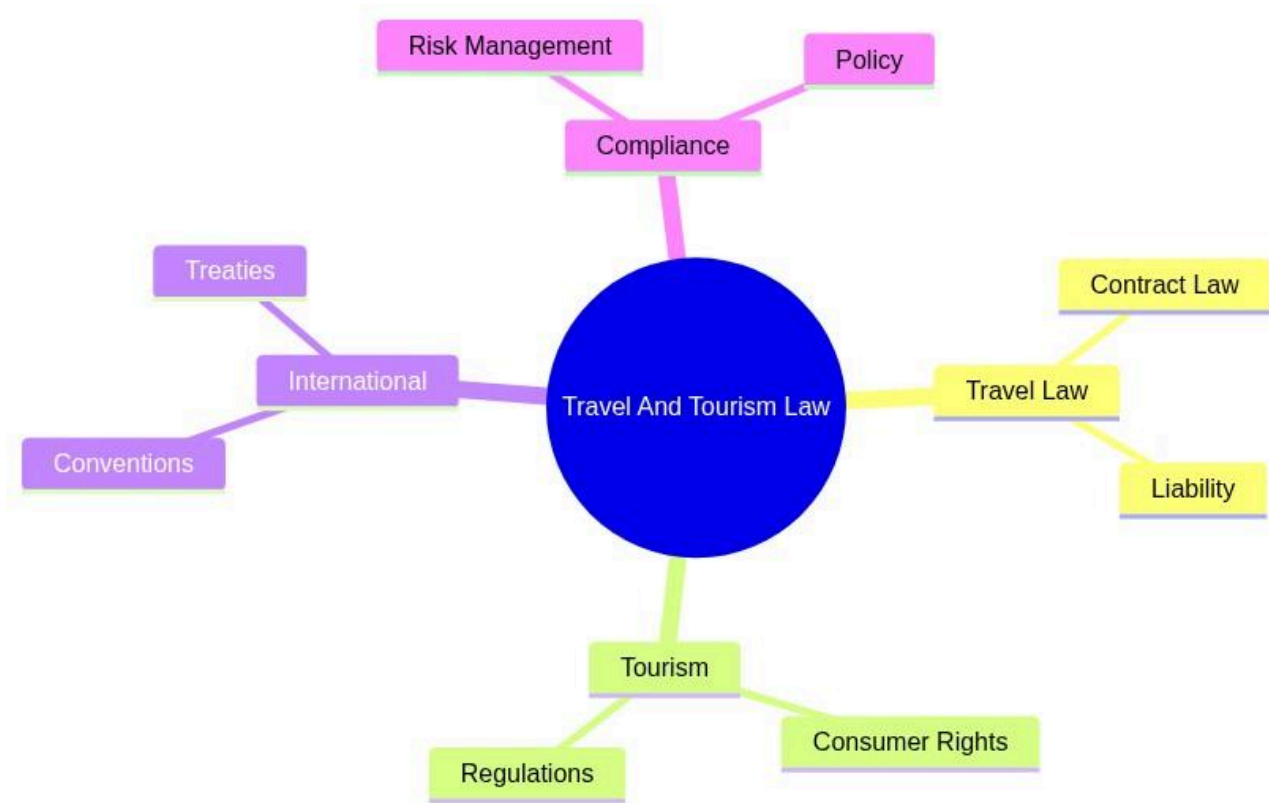 Risk Management
Policy
Compliance
Treaties
Contract Law
International
Travel And Tourism Law
Travel Law
Conventions
Liability
Tourism
Consumer Rights
Regulations